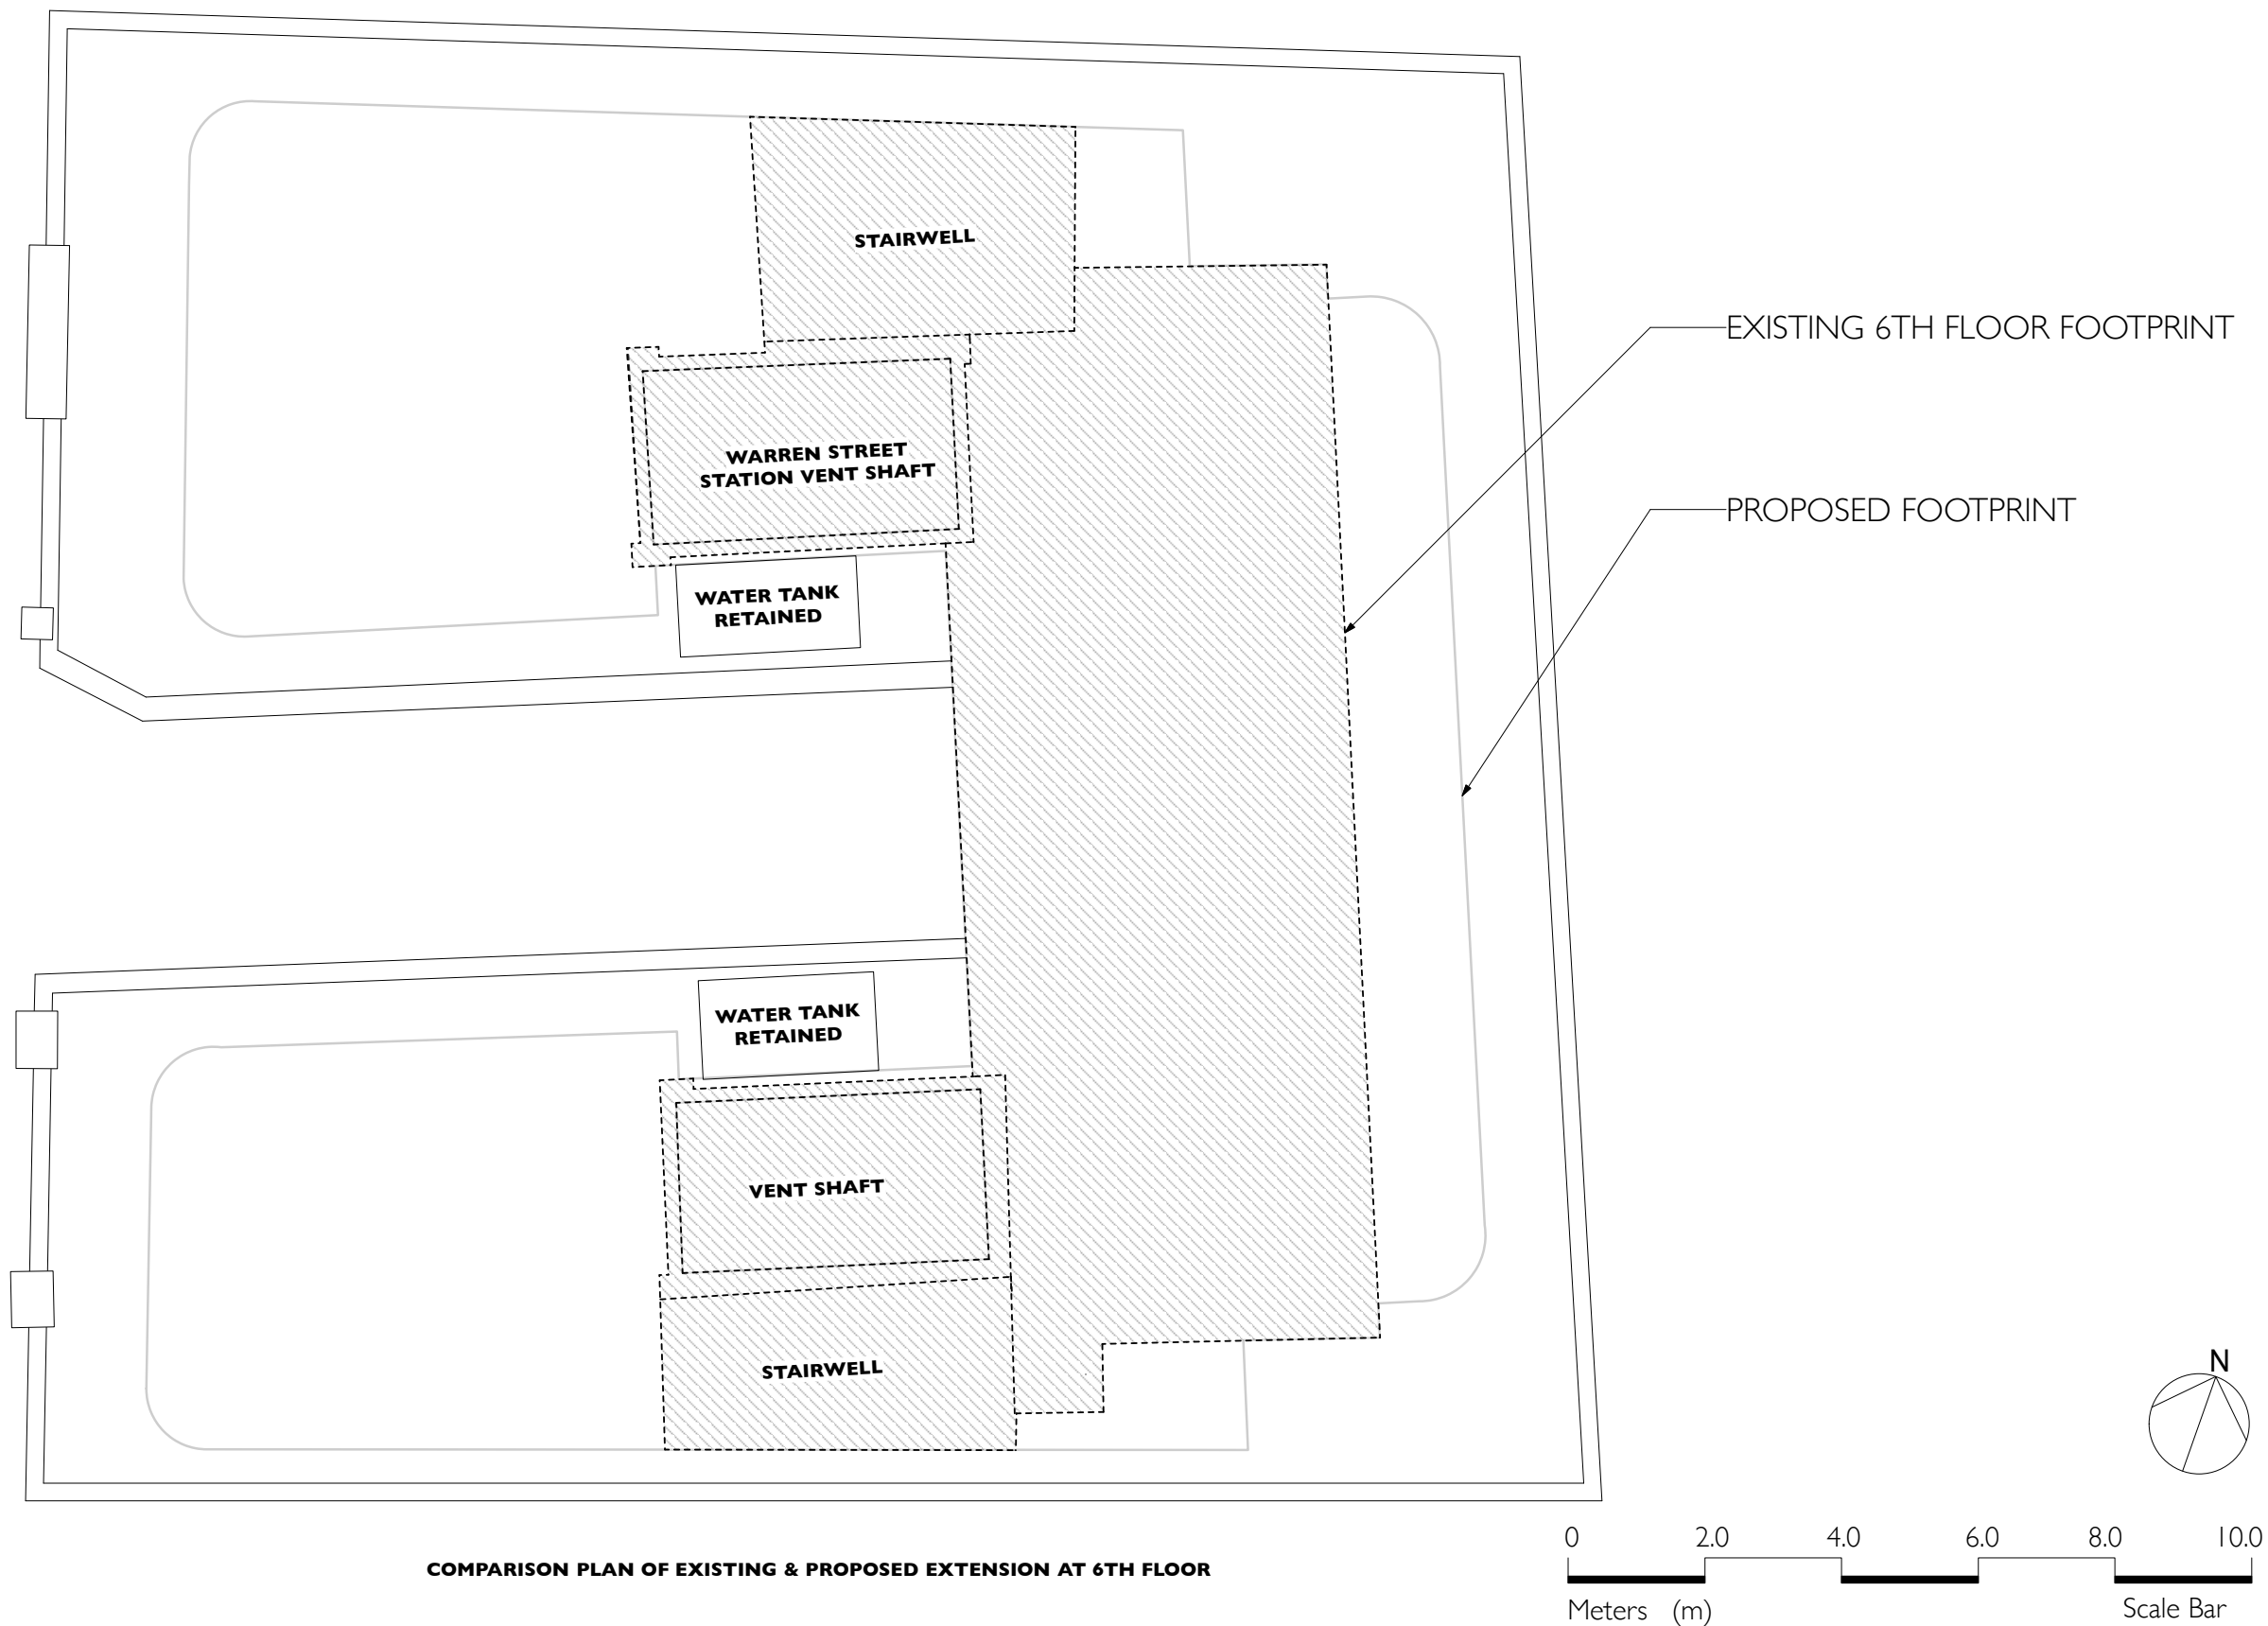 STAIRWELL
EXISTING 6TH FLOOR FOOTPRINT
WARREN STREET
STATION VENT SHAFT
PROPOSED FOOTPRINT
WATER TANK
RETAINED
WATER TANK
RETAINED
VENT SHAFT
STAIRWELL
N
0 2.0 4.0 6.0 8.0 10.0
COMPARISON PLAN OF EXISTING & PROPOSED EXTENSION AT 6TH FLOOR
Meters (m) Scale Bar